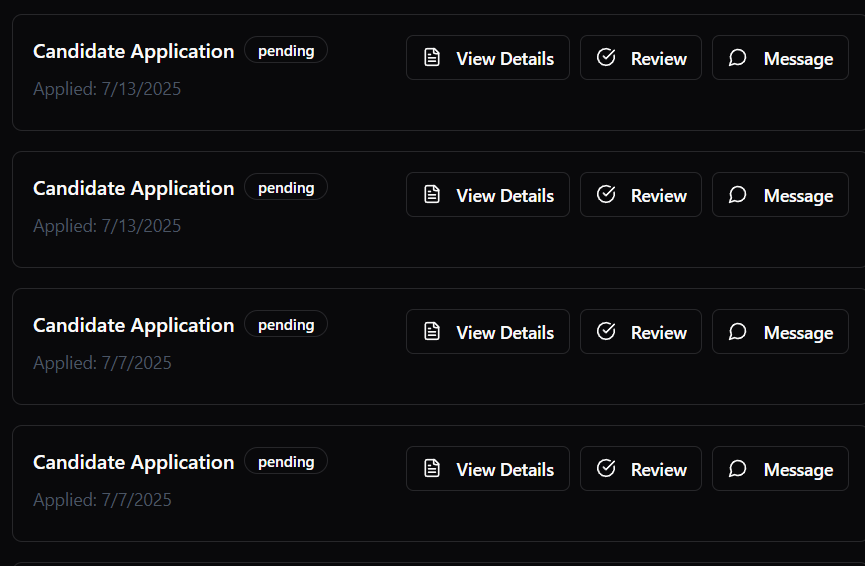 Candidate Application pending View Details Review Message
Applied: 7/13/2025
Candidate Application pending View Details Review Message
Applied: 7/13/2025
Candidate Application pending View Details Review Message
Applied: 7/7/2025
Candidate Application pending View Details Review Message
Applied: 7/7/2025